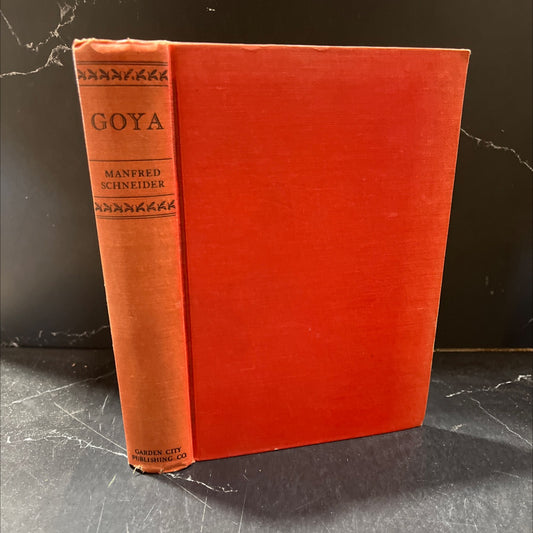 GOYA
MANFRED
SCHNEIDER
GARDEN CITY
PUBLISHING CO